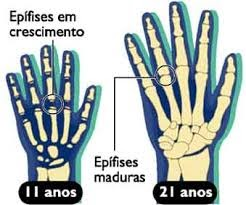 Epífises em
crescimento
Epífises
maduras
11 anos
21 anos